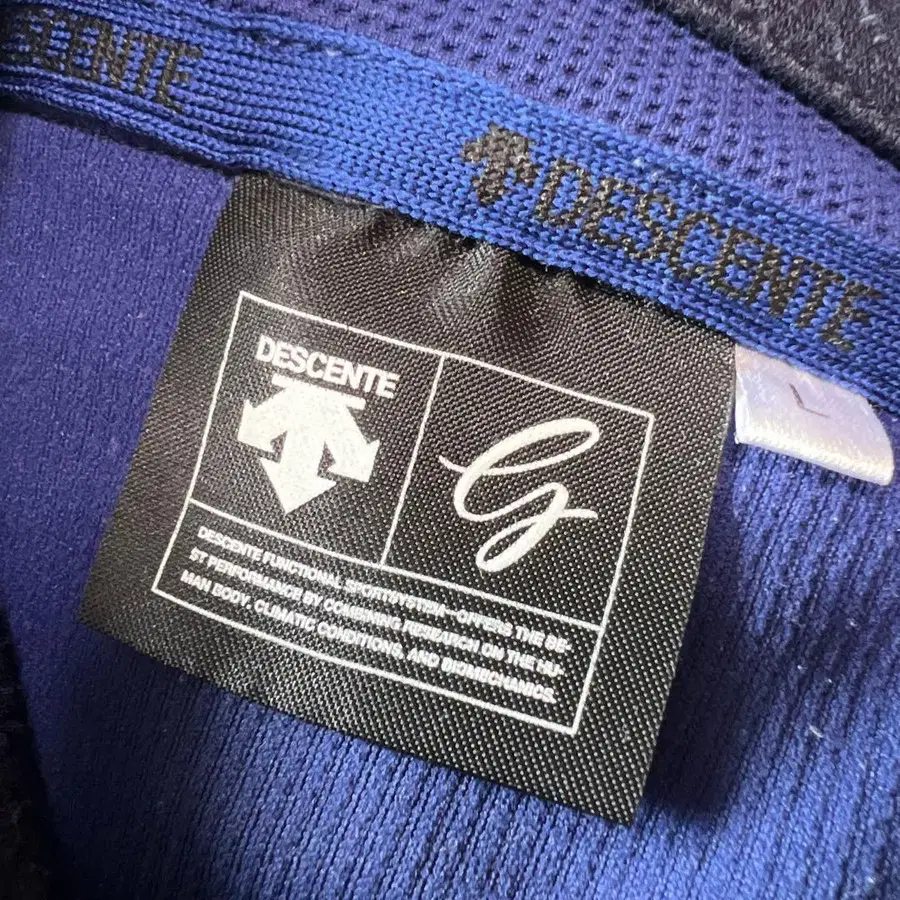 DESCENTE
DESCENTE
L
DESCENTE
G
DESCENTE FUNCTIONAL SPORTSYSTEM—OFFERS THE BE-
ST PERFORMANCE BY COMBINING RESEARCH ON THE HU-
MAN BODY, CLIMATIC CONDITIONS, AND BIOMECHANICS.